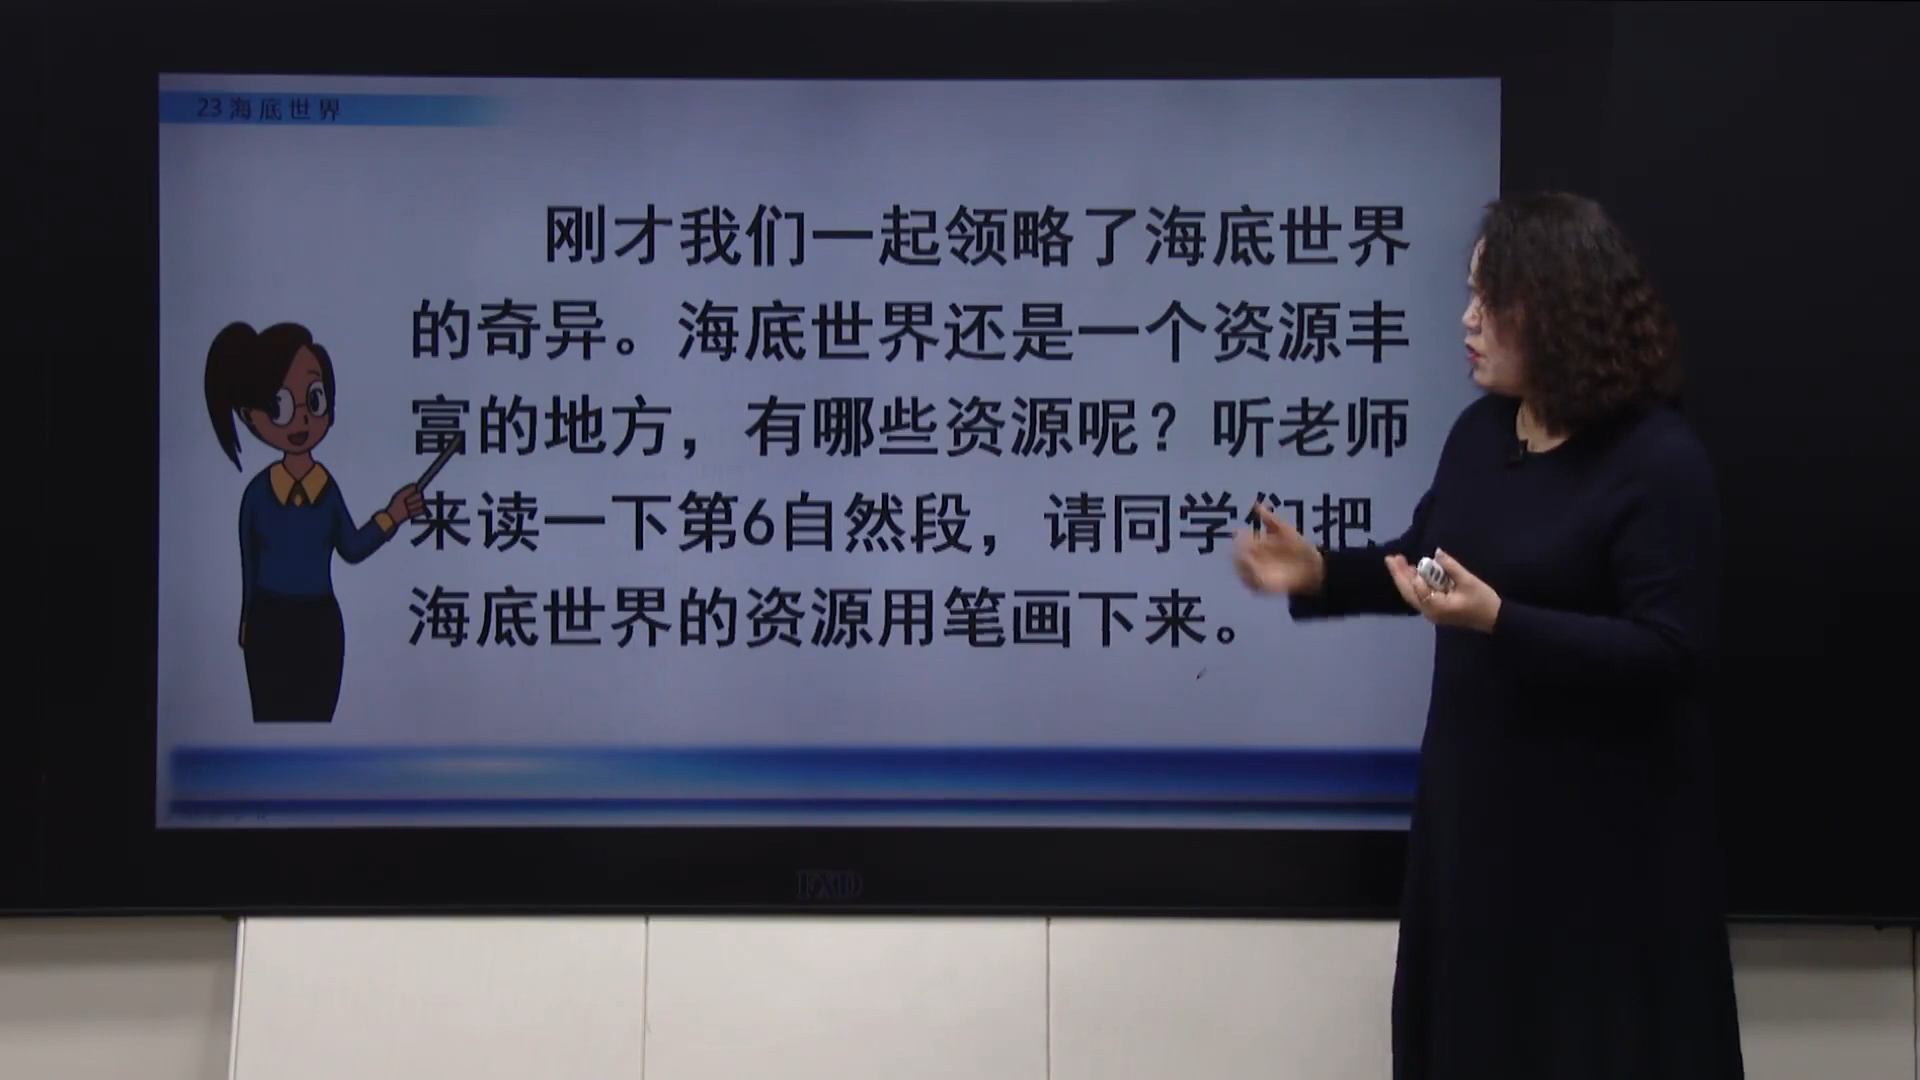 23海底世界
刚才我们一起领略了海底世界
的奇异。海底世界还是一个资源丰
富的地方，有哪些资源呢？听老师
来读一下第6自然段，请同学们把
海底世界的资源用笔画下来。